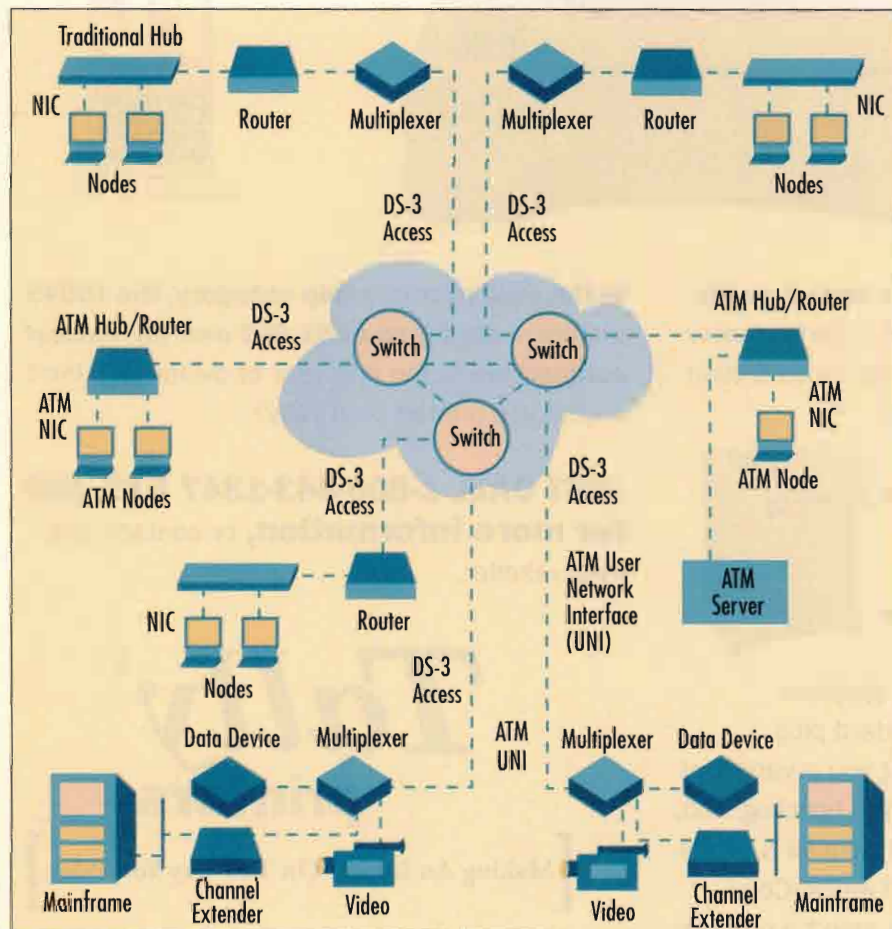 Traditional Hub
NIC
Nodes
Router
Multiplexer
Multiplexer
Router
NIC
Nodes
DS-3
Access
DS-3
Access
ATM Hub/Router
DS-3
Access
Switch
Switch
Switch
ATM Hub/Router
ATM
NIC
ATM Nodes
ATM
NIC
ATM Node
DS-3
Access
DS-3
Access
ATM User
Network
Interface
(UNI)
ATM
Server
NIC
Nodes
Router
DS-3
Access
ATM
UNI
Data Device
Multiplexer
Mainframe
Channel
Extender
Video
Multiplexer
Data Device
Video
Channel
Extender
Mainframe